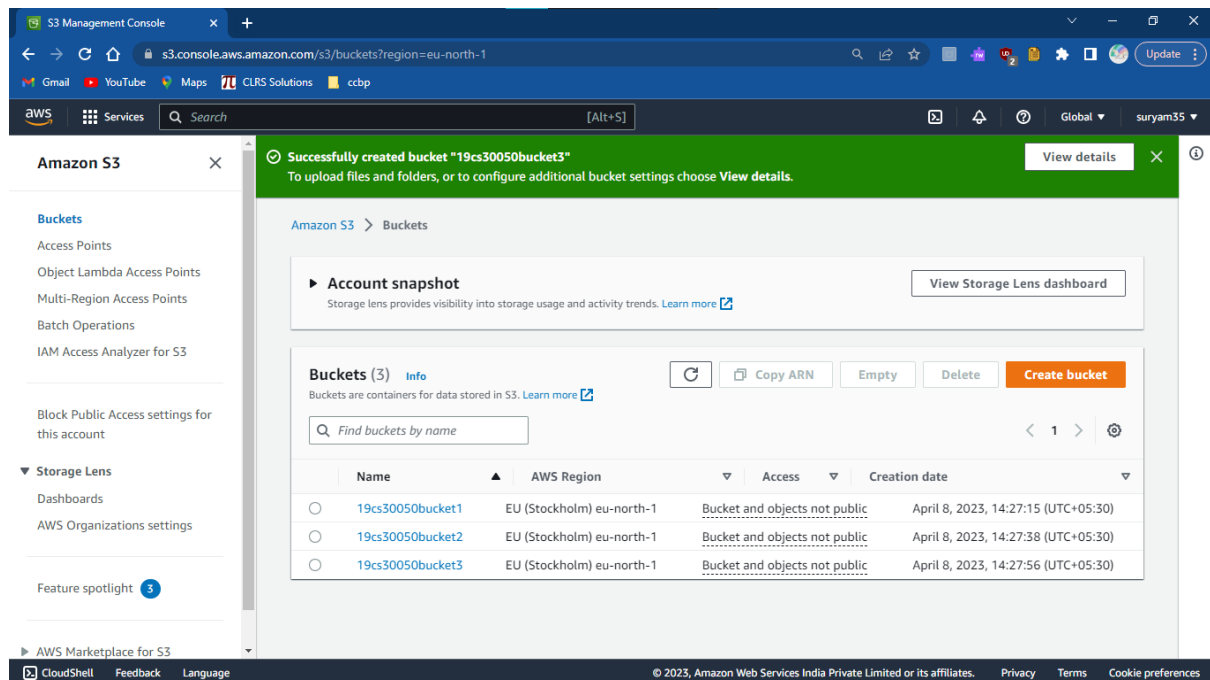 S3 Management Console
s3.console.aws.amazon.com/s3/buckets?region=eu-north-1
Update
Gmail YouTube Maps CLRS Solutions ccbp
aws Services Search [Alt+S] Global suryam35
Amazon S3
Buckets
Access Points
Object Lambda Access Points
Multi-Region Access Points
Batch Operations
IAM Access Analyzer for S3
Block Public Access settings for
this account
Storage Lens
Dashboards
AWS Organizations settings
Feature spotlight 3
AWS Marketplace for S3
Successfully created bucket "19cs30050bucket3"
To upload files and folders, or to configure additional bucket settings choose View details.
View details
Amazon S3 > Buckets
Account snapshot
Storage lens provides visibility into storage usage and activity trends. Learn more
View Storage Lens dashboard
Buckets (3) Info
Buckets are containers for data stored in S3. Learn more
Copy ARN Empty Delete Create bucket
Find buckets by name
1
Name AWS Region Access Creation date
19cs30050bucket1 EU (Stockholm) eu-north-1 Bucket and objects not public April 8, 2023, 14:27:15 (UTC+05:30)
19cs30050bucket2 EU (Stockholm) eu-north-1 Bucket and objects not public April 8, 2023, 14:27:38 (UTC+05:30)
19cs30050bucket3 EU (Stockholm) eu-north-1 Bucket and objects not public April 8, 2023, 14:27:56 (UTC+05:30)
CloudShell Feedback Language © 2023, Amazon Web Services India Private Limited or its affiliates. Privacy Terms Cookie preferences